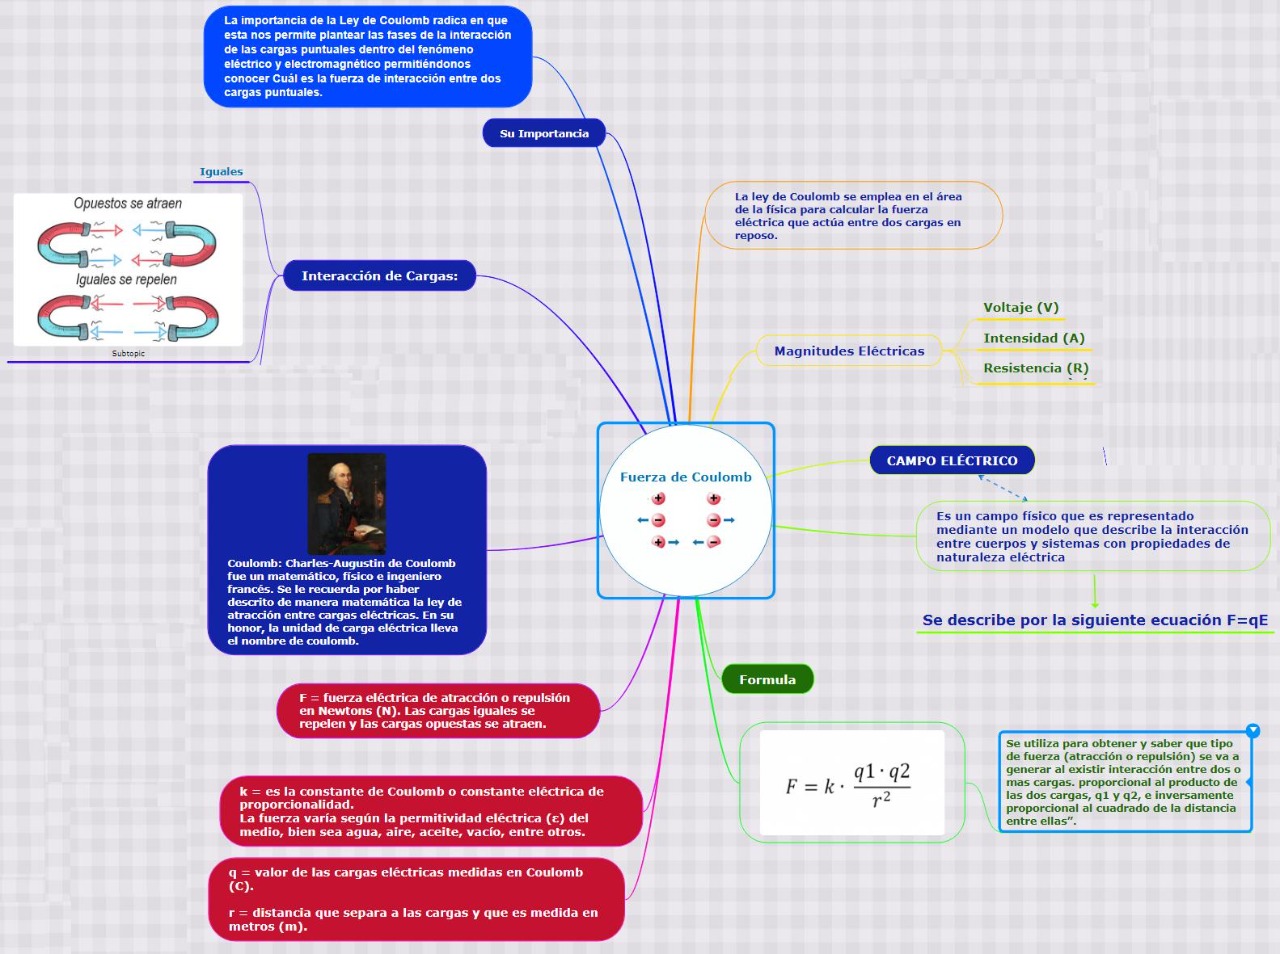 La importancia de la Ley de Coulomb radica en que
esta nos permite plantear las fases de la interacción
de las cargas puntuales dentro del fenómeno
eléctrico y electromagnético permitiéndonos
conocer Cuál es la fuerza de interacción entre dos
cargas puntuales.
Su Importancia
Iguales
Opuestos se atraen
Iguales se repelen
Subtopic
Interacción de Cargas:
La ley de Coulomb se emplea en el área
de la física para calcular la fuerza
eléctrica que actúa entre dos cargas en
reposo.
Magnitudes Eléctricas
Voltaje (V)
Intensidad (A)
Resistencia (R)
Fuerza de Coulomb
+ +
− −
+ −
CAMPO ELÉCTRICO
Es un campo físico que es representado
mediante un modelo que describe la interacción
entre cuerpos y sistemas con propiedades de
naturaleza eléctrica
Se describe por la siguiente ecuación F=qE
Coulomb: Charles-Augustin de Coulomb
fue un matemático, físico e ingeniero
francés. Se le recuerda por haber
descrito de manera matemática la ley de
atracción entre cargas eléctricas. En su
honor, la unidad de carga eléctrica lleva
el nombre de coulomb.
F = fuerza eléctrica de atracción o repulsión
en Newtons (N). Las cargas iguales se
repelen y las cargas opuestas se atraen.
k = es la constante de Coulomb o constante eléctrica de
proporcionalidad.
La fuerza varía según la permitividad eléctrica (ε) del
medio, bien sea agua, aire, aceite, vacío, entre otros.
q = valor de las cargas eléctricas medidas en Coulomb
(C).
r = distancia que separa a las cargas y que es medida en
metros (m).
Formula
F = k · q1 · q2 / r²
Se utiliza para obtener y saber que tipo
de fuerza (atracción o repulsión) se va a
generar al existir interacción entre dos o
mas cargas. proporcional al producto de
las dos cargas, q1 y q2, e inversamente
proporcional al cuadrado de la distancia
entre ellas”.